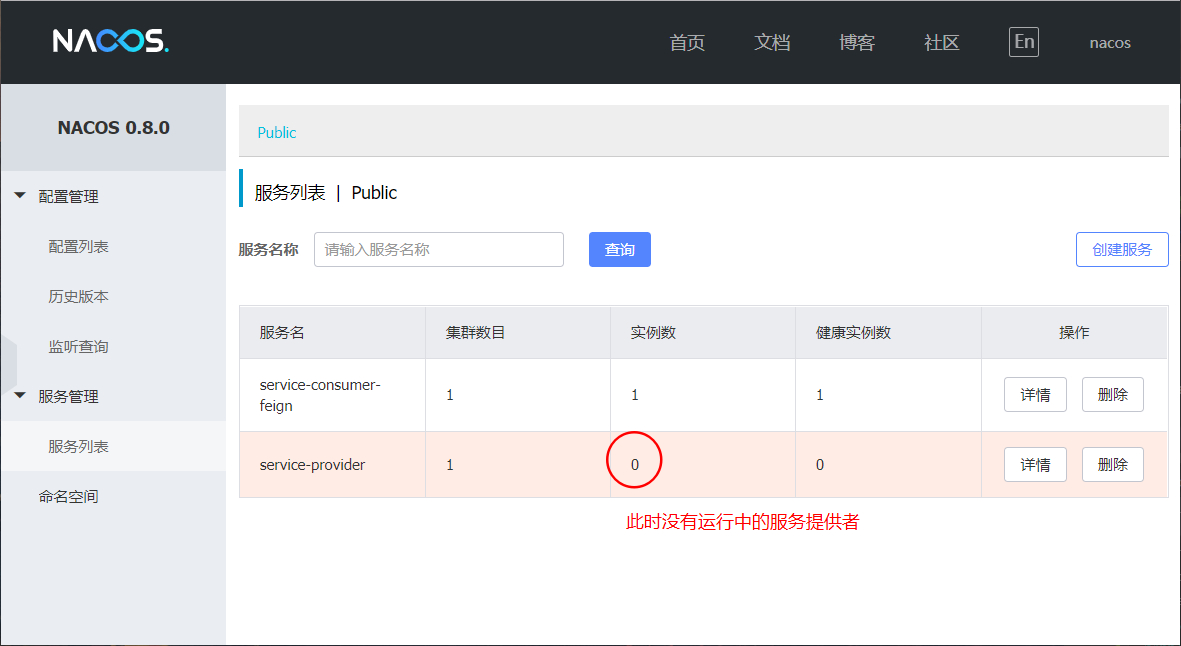 NACOS.
首页 文档 博客 社区 En nacos
NACOS 0.8.0
配置管理
配置列表
历史版本
监听查询
服务管理
服务列表
命名空间
Public
服务列表 | Public
服务名称 请输入服务名称 查询 创建服务
服务名 集群数目 实例数 健康实例数 操作
service-consumer-
feign 1 1 1 详情 删除
service-provider 1 0 0 详情 删除
此时没有运行中的服务提供者